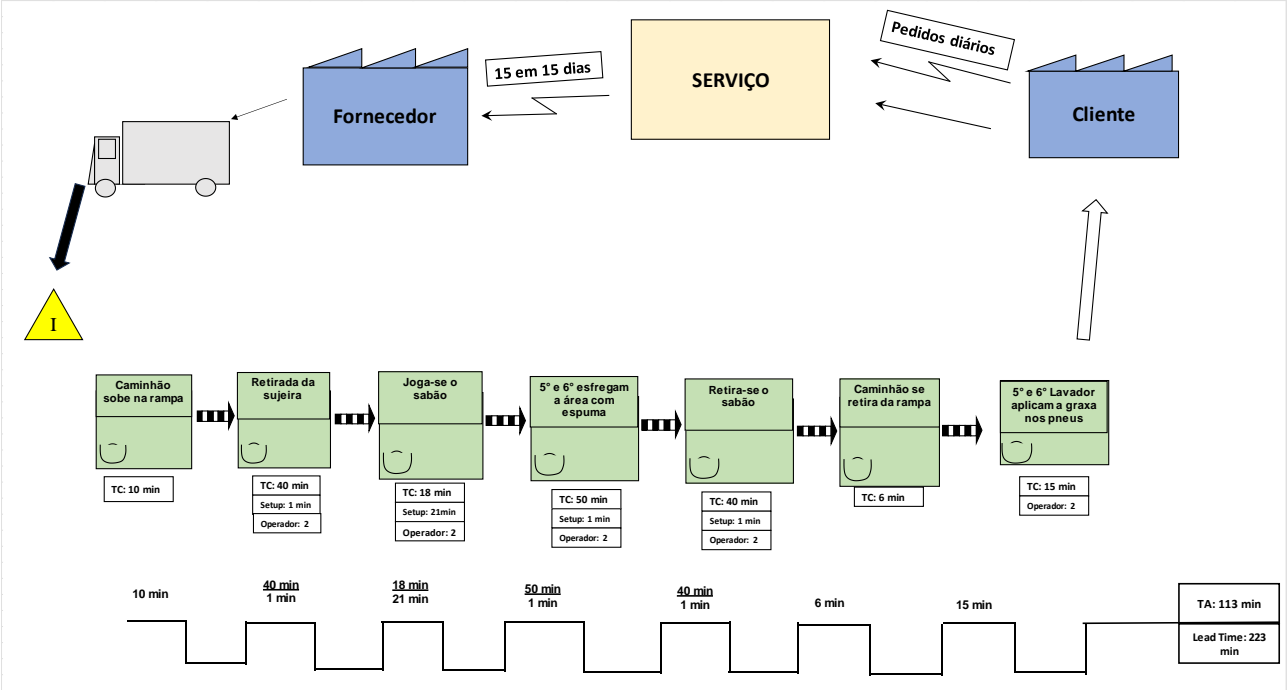 Pedidos diários
15 em 15 dias
SERVIÇO
Fornecedor
Cliente
I
Caminhão
sobe na rampa
TC: 10 min
Retirada da
sujeira
TC: 40 min
Setup: 1 min
Operador: 2
Joga-se o
sabão
TC: 18 min
Setup: 21min
Operador: 2
5° e 6° esfregam
a área com
espuma
TC: 50 min
Setup: 1 min
Operador: 2
Retira-se o
sabão
TC: 40 min
Setup: 1 min
Operador: 2
Caminhão se
retira da rampa
TC: 6 min
5° e 6° Lavador
aplicam a graxa
nos pneus
TC: 15 min
Operador: 2
10 min
40 min
1 min
18 min
21 min
50 min
1 min
40 min
1 min
6 min
15 min
TA: 113 min
Lead Time: 223
min